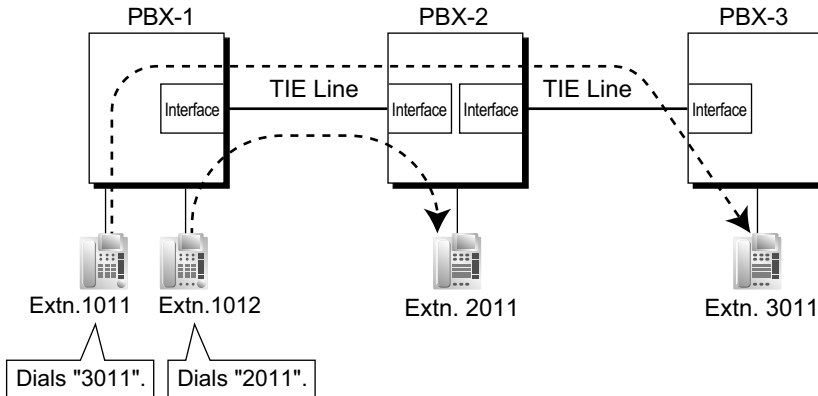 PBX-1 PBX-2 PBX-3
TIE Line TIE Line
Interface Interface Interface Interface
Extn.1011 Extn.1012 Extn. 2011 Extn. 3011
Dials "3011". Dials "2011".